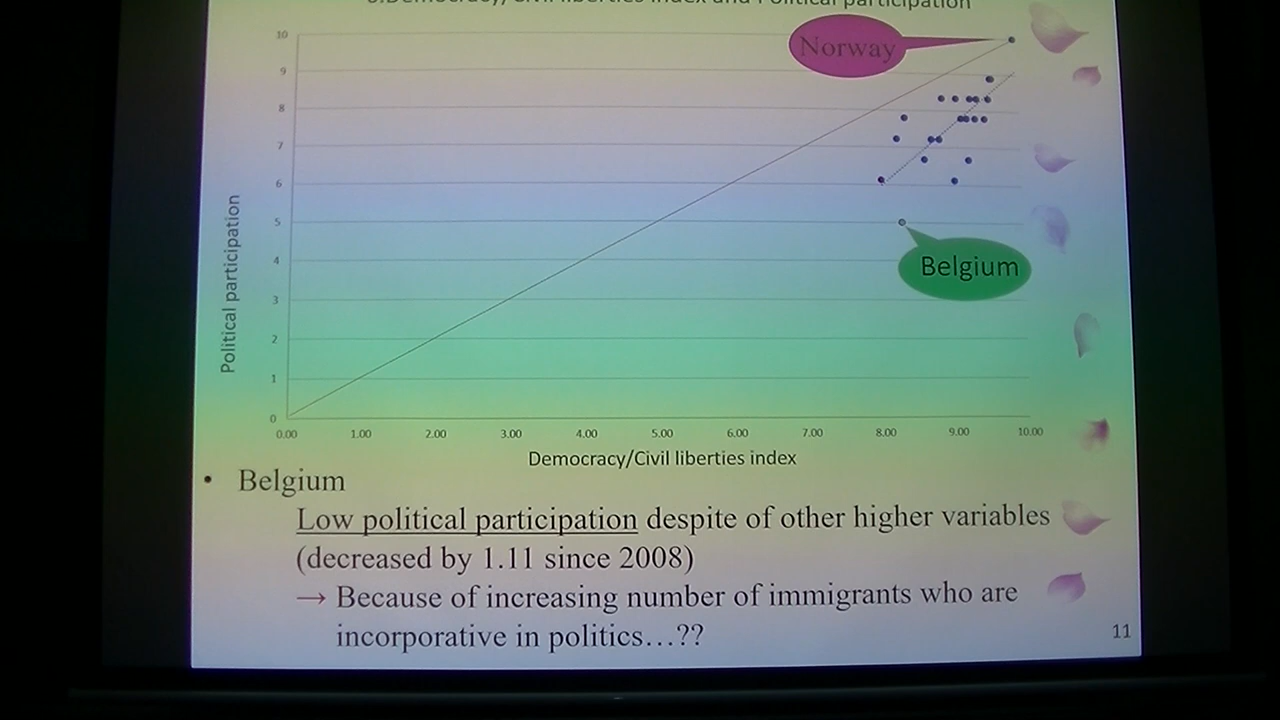 3.Democracy/Civil liberties index and Political participation
10
Norway
9
8
7
6
5
Belgium
4
3
2
1
0
Political participation
0.00 1.00 2.00 3.00 4.00 5.00 6.00 7.00 8.00 9.00 10.00
Democracy/Civil liberties index
• Belgium
Low political participation despite of other higher variables
(decreased by 1.11 since 2008)
→ Because of increasing number of immigrants who are
incorporative in politics…??
11